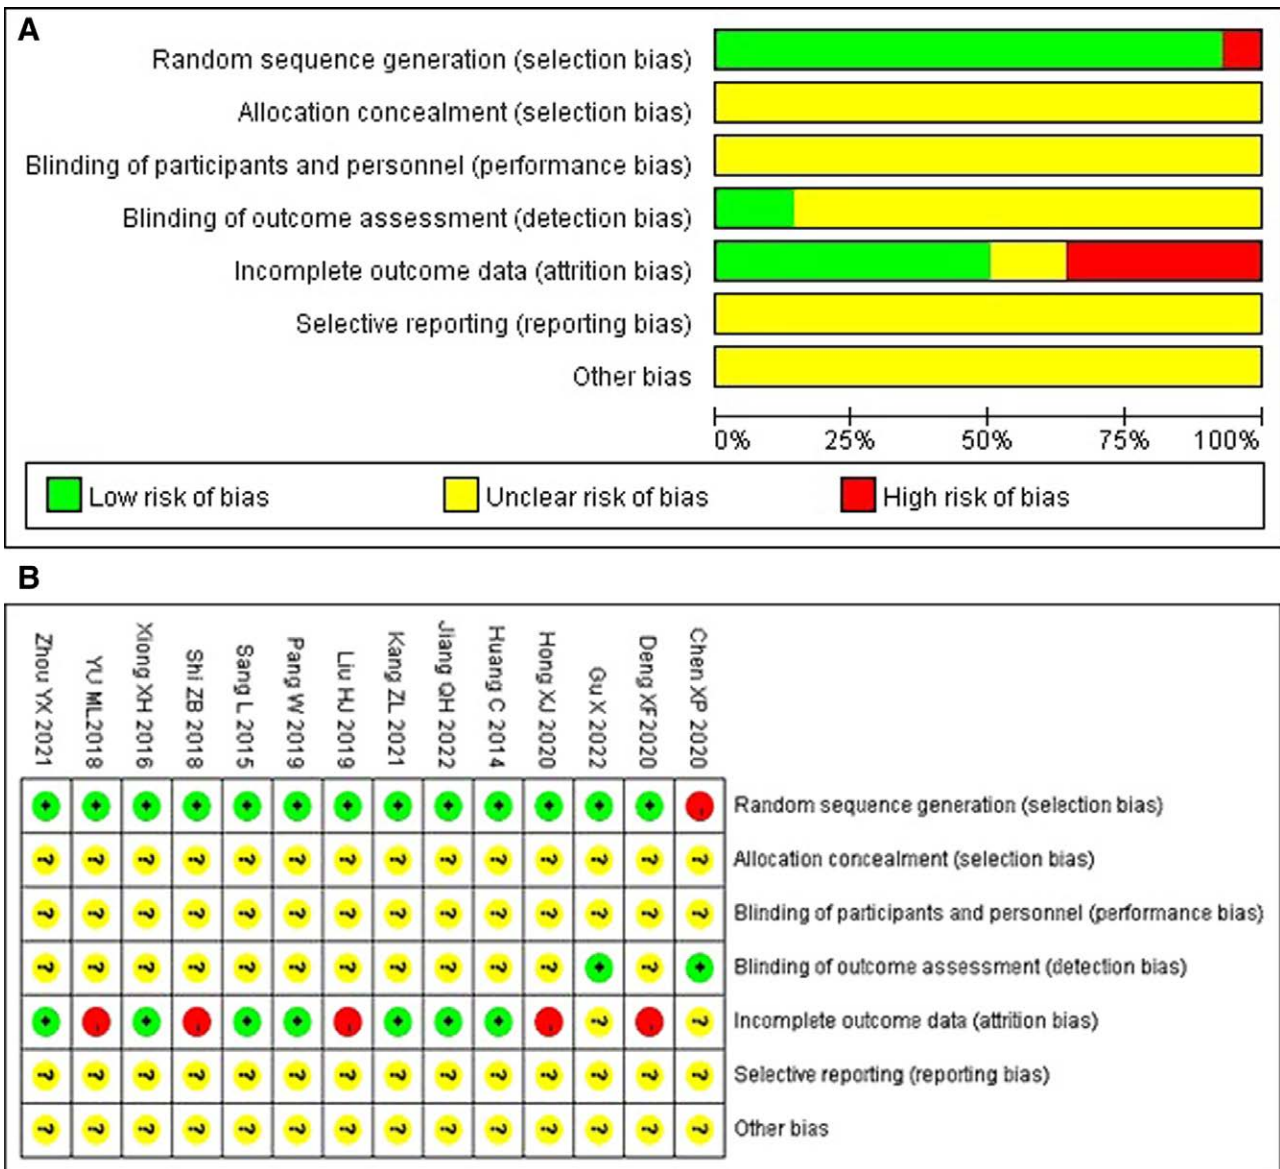 A
Random sequence generation (selection bias)
Allocation concealment (selection bias)
Blinding of participants and personnel (performance bias)
Blinding of outcome assessment (detection bias)
Incomplete outcome data (attrition bias)
Selective reporting (reporting bias)
Other bias
0% 25% 50% 75% 100%
Low risk of bias Unclear risk of bias High risk of bias
B
Zhou YX 2021
YU ML2018
Xiong XH 2016
Shi ZB 2018
Sang L 2015
Pang W 2019
Liu HJ 2019
Kang ZL 2021
Jiang QH 2022
Huang C 2014
Hong XJ 2020
Gu X 2022
Deng XF2020
Chen XP 2020
+ + + + + + + + + + + + + - Random sequence generation (selection bias)
? ? ? ? ? ? ? ? ? ? ? ? ? ? Allocation concealment (selection bias)
? ? ? ? ? ? ? ? ? ? ? ? ? ? Blinding of participants and personnel (performance bias)
? ? ? ? ? ? ? ? ? ? ? + ? + Blinding of outcome assessment (detection bias)
+ - + - + + - + + + - ? - ? Incomplete outcome data (attrition bias)
? ? ? ? ? ? ? ? ? ? ? ? ? ? Selective reporting (reporting bias)
? ? ? ? ? ? ? ? ? ? ? ? ? ? Other bias